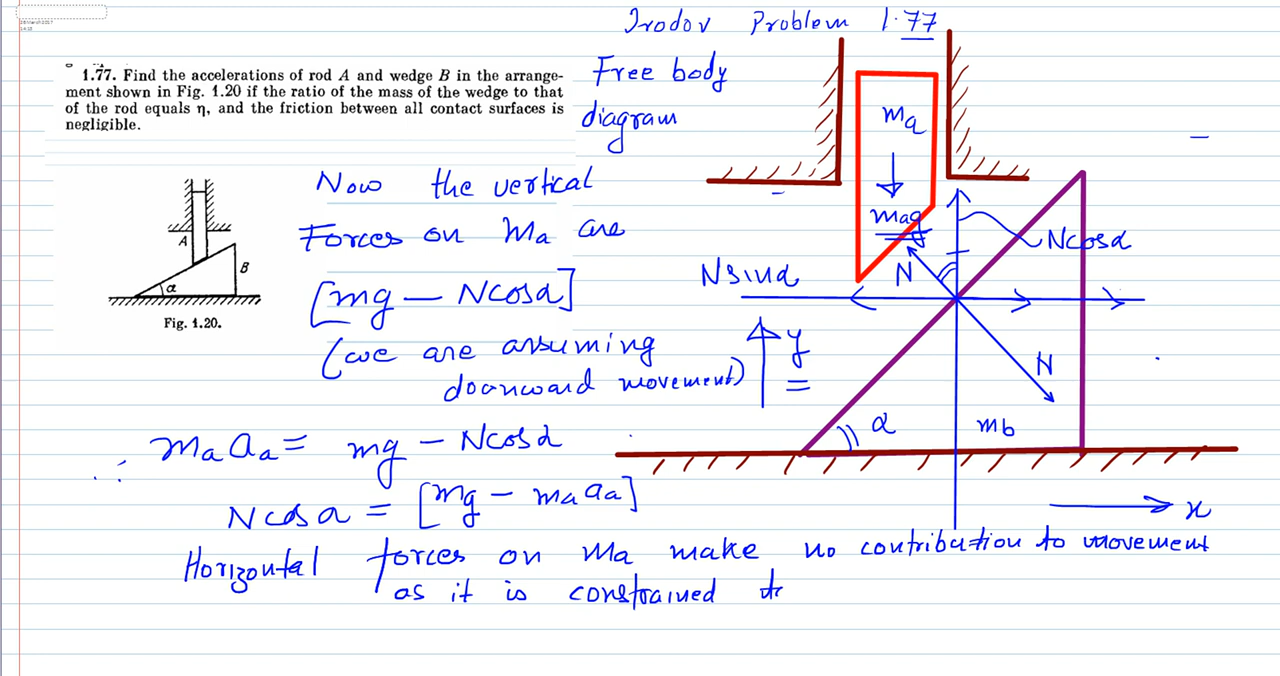 Irodov Problem 1.77
1.77. Find the accelerations of rod A and wedge B in the arrange-
ment shown in Fig. 1.20 if the ratio of the mass of the wedge to that
of the rod equals η, and the friction between all contact surfaces is
negligible.
Free body
diagram
A
B
α
Fig. 1.20.
Now the vertical
Forces on ma are
[mg − Ncosα]
(we are assuming
downward movement)
ma aa = mg − Ncosα
∴
Ncosα = [mg − ma aa]
Horizontal forces on Ma make no contribution to movement
as it is constrained
ma
mag
N
Ncosα
Nsinα
N
y
α
mb
x